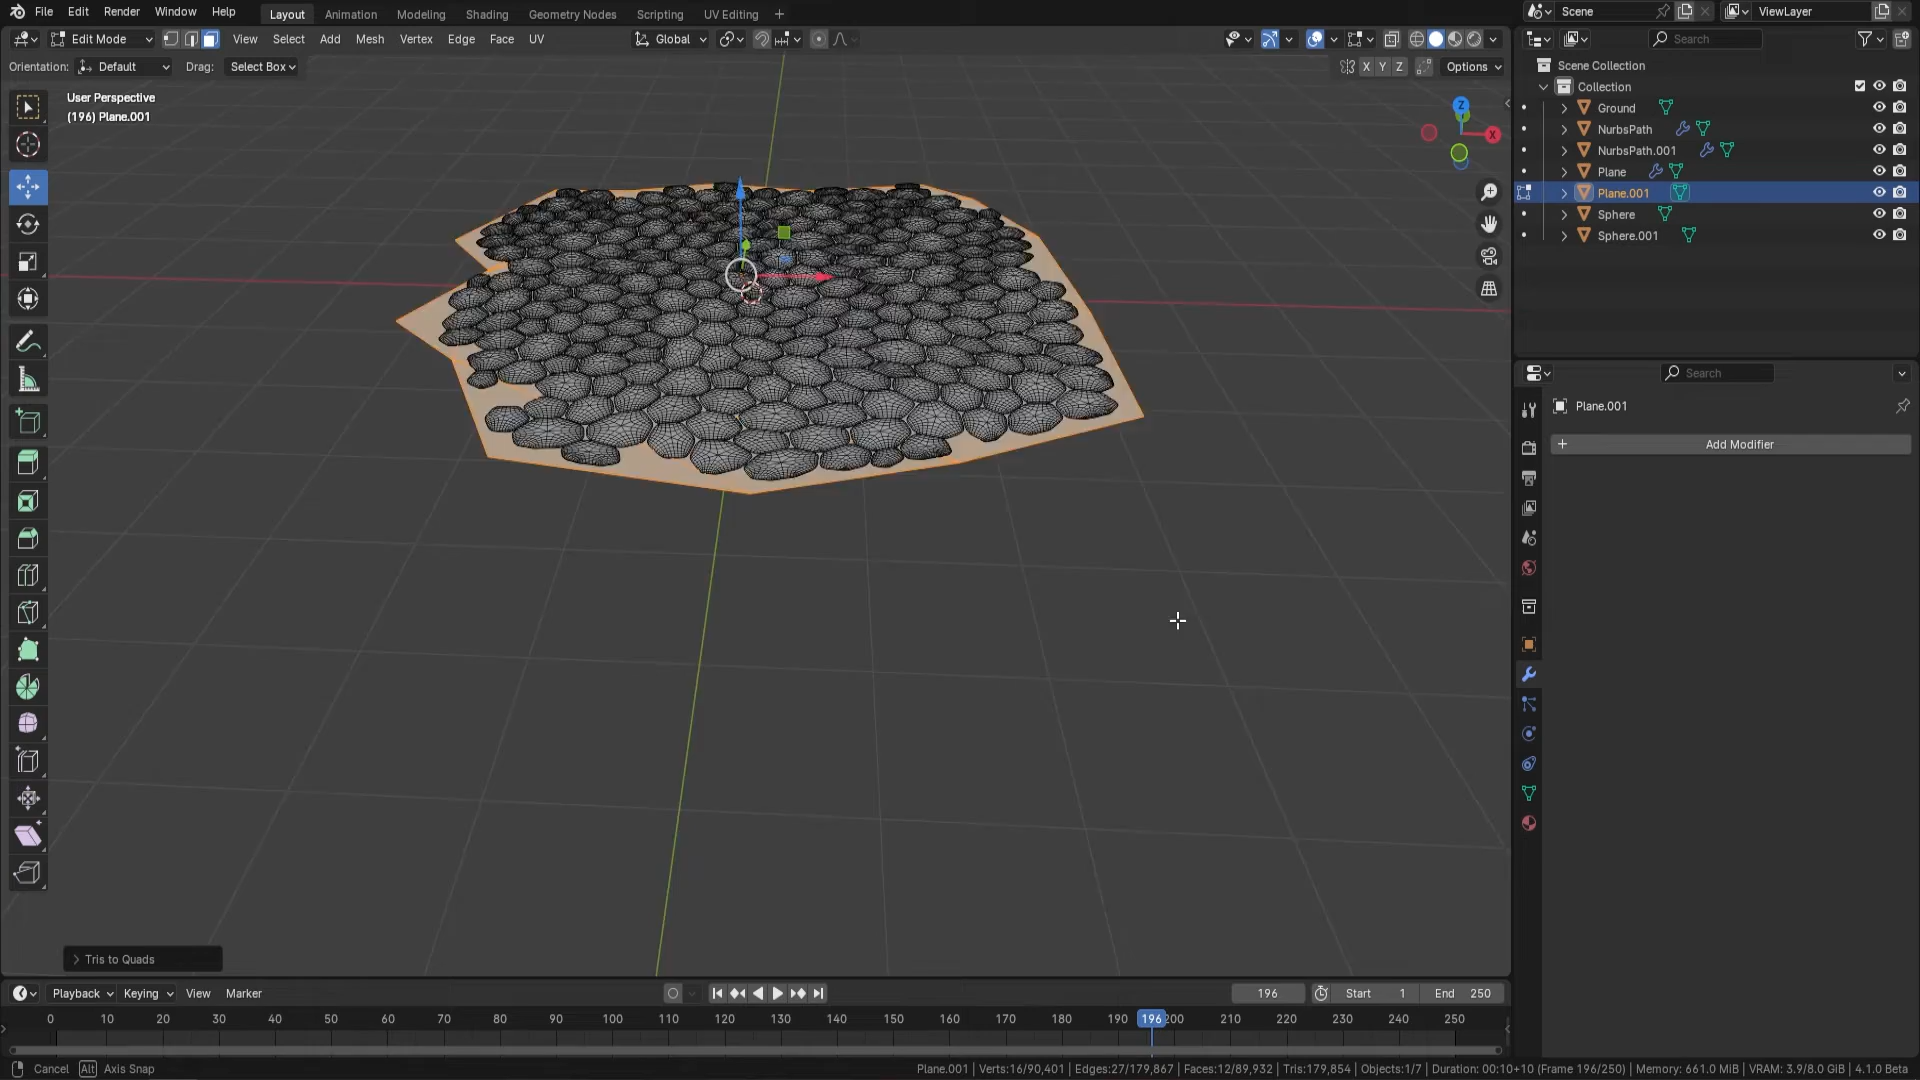 File Edit Render Window Help
Layout Animation Modeling Shading Geometry Nodes Scripting UV Editing +
Scene ViewLayer
Edit Mode View Select Add Mesh Vertex Edge Face UV Global
Search
Orientation: Default Drag: Select Box X Y Z Options
User Perspective
(196) Plane.001
Z
X
Scene Collection
Collection
Ground
NurbsPath
NurbsPath.001
Plane
Plane.001
Sphere
Sphere.001
Search
Plane.001
+ Add Modifier
> Tris to Quads
Playback Keying View Marker 196 Start 1 End 250
0 10 20 30 40 50 60 70 80 90 100 110 120 130 140 150 160 170 180 190 196 200 210 220 230 240 250
Cancel Alt Axis Snap Plane.001 | Verts:16/90,401 | Edges:27/179,867 | Faces:12/89,932 | Tris:179,854 | Objects:1/7 | Duration: 00:10+10 (Frame 196/250) | Memory: 661.0 MiB | VRAM: 3.9/8.0 GiB | 4.1.0 Beta